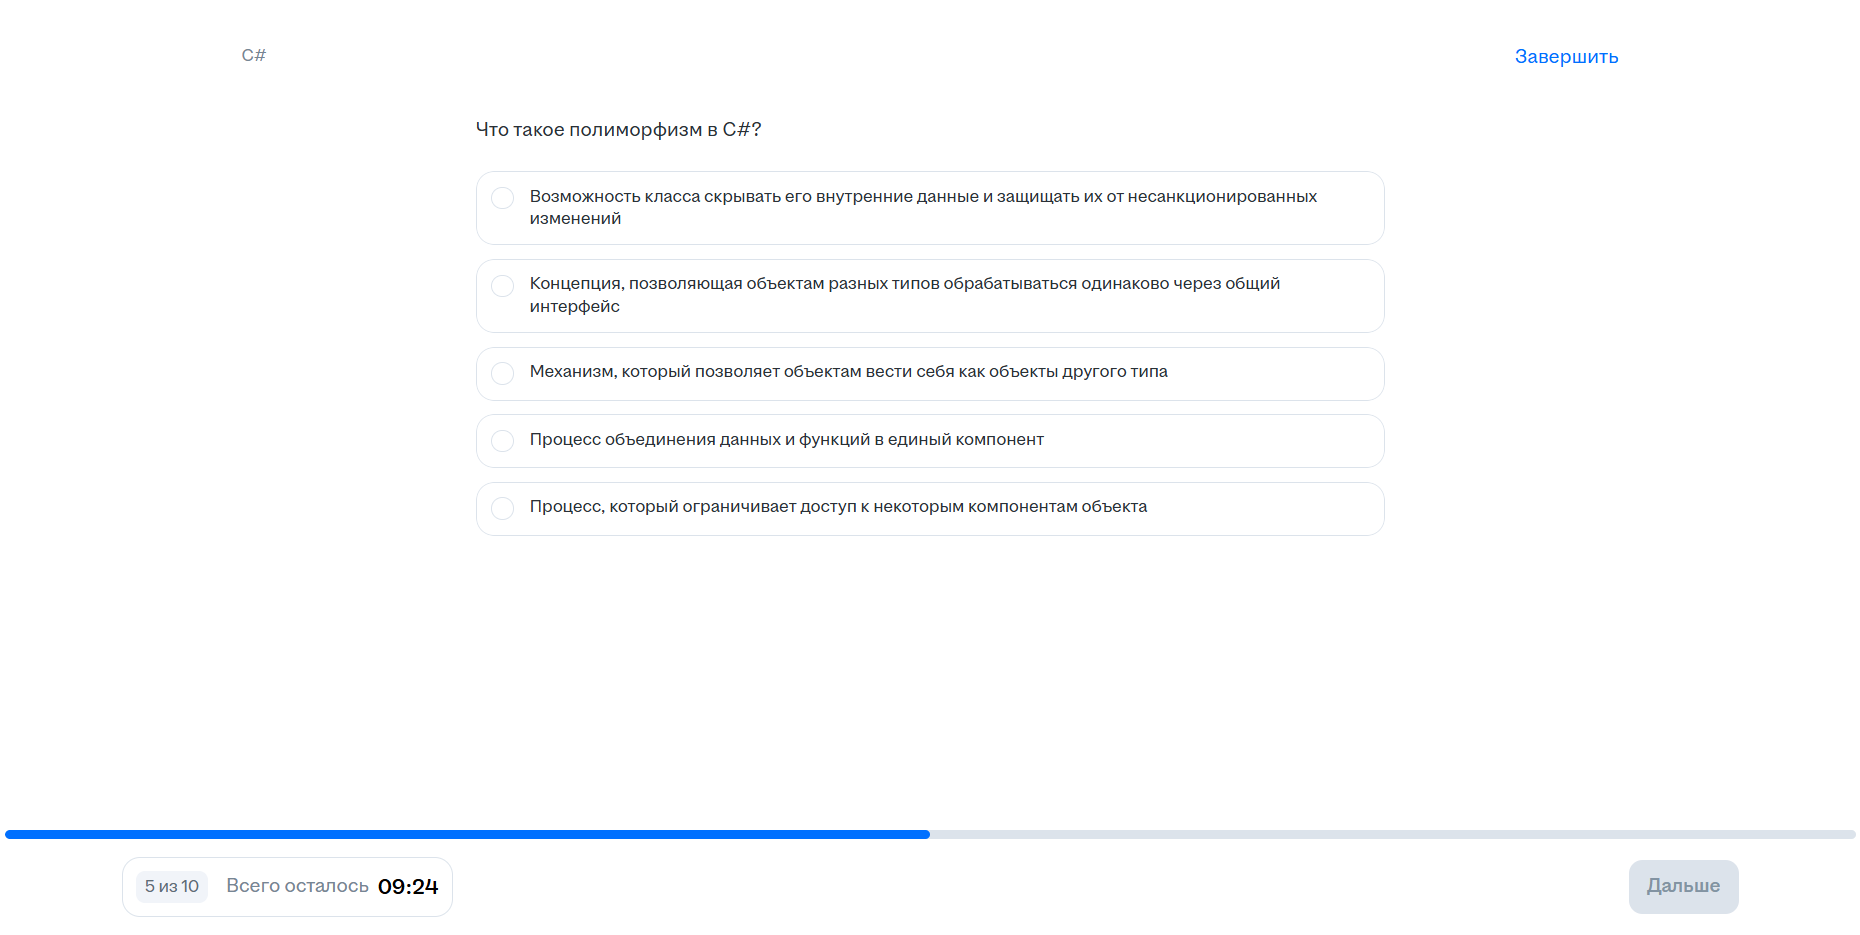 C#
Завершить
Что такое полиморфизм в C#?
Возможность класса скрывать его внутренние данные и защищать их от несанкционированных
изменений
Концепция, позволяющая объектам разных типов обрабатываться одинаково через общий
интерфейс
Механизм, который позволяет объектам вести себя как объекты другого типа
Процесс объединения данных и функций в единый компонент
Процесс, который ограничивает доступ к некоторым компонентам объекта
5 из 10 Всего осталось 09:24
Дальше